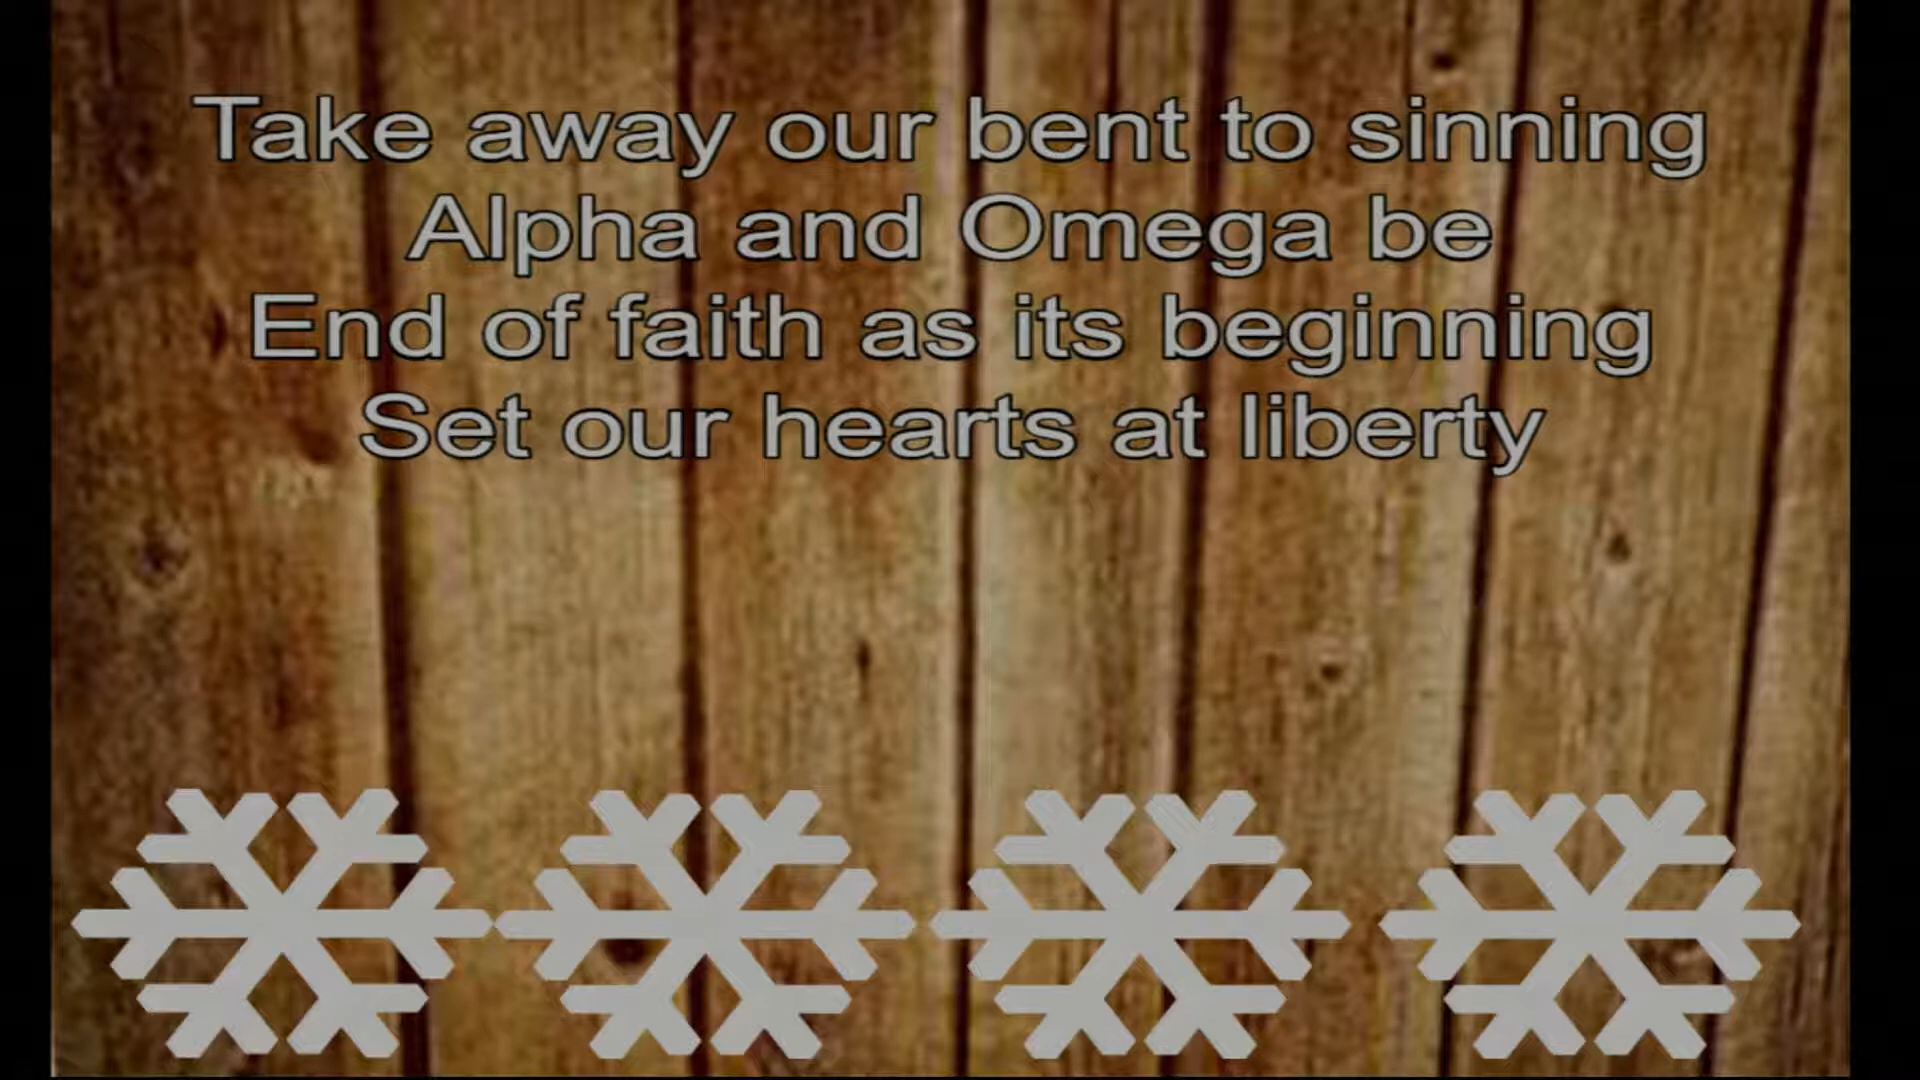 Take away our bent to sinning
Alpha and Omega be
End of faith as its beginning
Set our hearts at liberty